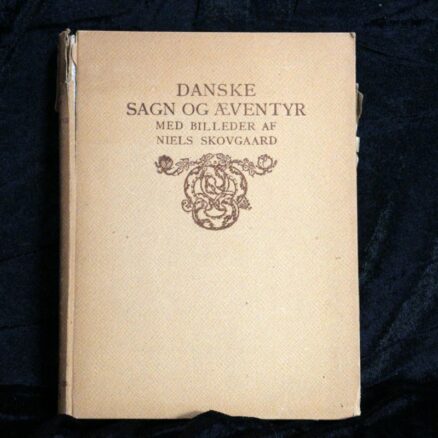 DANSKE
SAGN OG ÆVENTYR
MED BILLEDER AF
NIELS SKOVGAARD